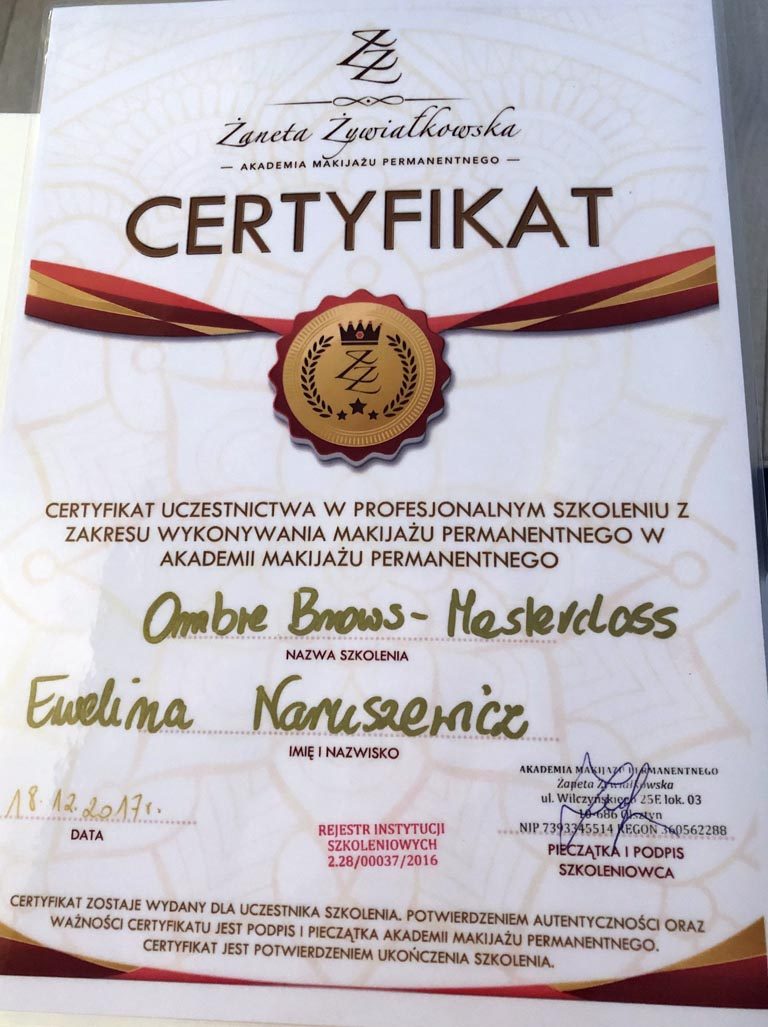 ZZ
Żaneta Żywiałkowska
— AKADEMIA MAKIJAŻU PERMANENTNEGO —
CERTYFIKAT
ZZ
CERTYFIKAT UCZESTNICTWA W PROFESJONALNYM SZKOLENIU Z
ZAKRESU WYKONYWANIA MAKIJAŻU PERMANENTNEGO W
AKADEMII MAKIJAŻU PERMANENTNEGO
Ombre Brows - Masterclass
NAZWA SZKOLENIA
Ewelina Naruszewicz
IMIĘ I NAZWISKO
18.12.2017r.
DATA
REJESTR INSTYTUCJI
SZKOLENIOWYCH
2.28/00037/2016
AKADEMIA MAKIJAŻU PERMANENTNEGO
Żaneta Żywiałkowska
ul. Wilczyńskiego 25E lok. 03
10-686 Olsztyn
NIP 7393345514 REGON 360562288
PIECZĄTKA I PODPIS
SZKOLENIOWCA
CERTYFIKAT ZOSTAJE WYDANY DLA UCZESTNIKA SZKOLENIA. POTWIERDZENIEM AUTENTYCZNOŚCI ORAZ
WAŻNOŚCI CERTYFIKATU JEST PODPIS I PIECZĄTKA AKADEMII MAKIJAŻU PERMANENTNEGO.
CERTYFIKAT JEST POTWIERDZENIEM UKOŃCZENIA SZKOLENIA.